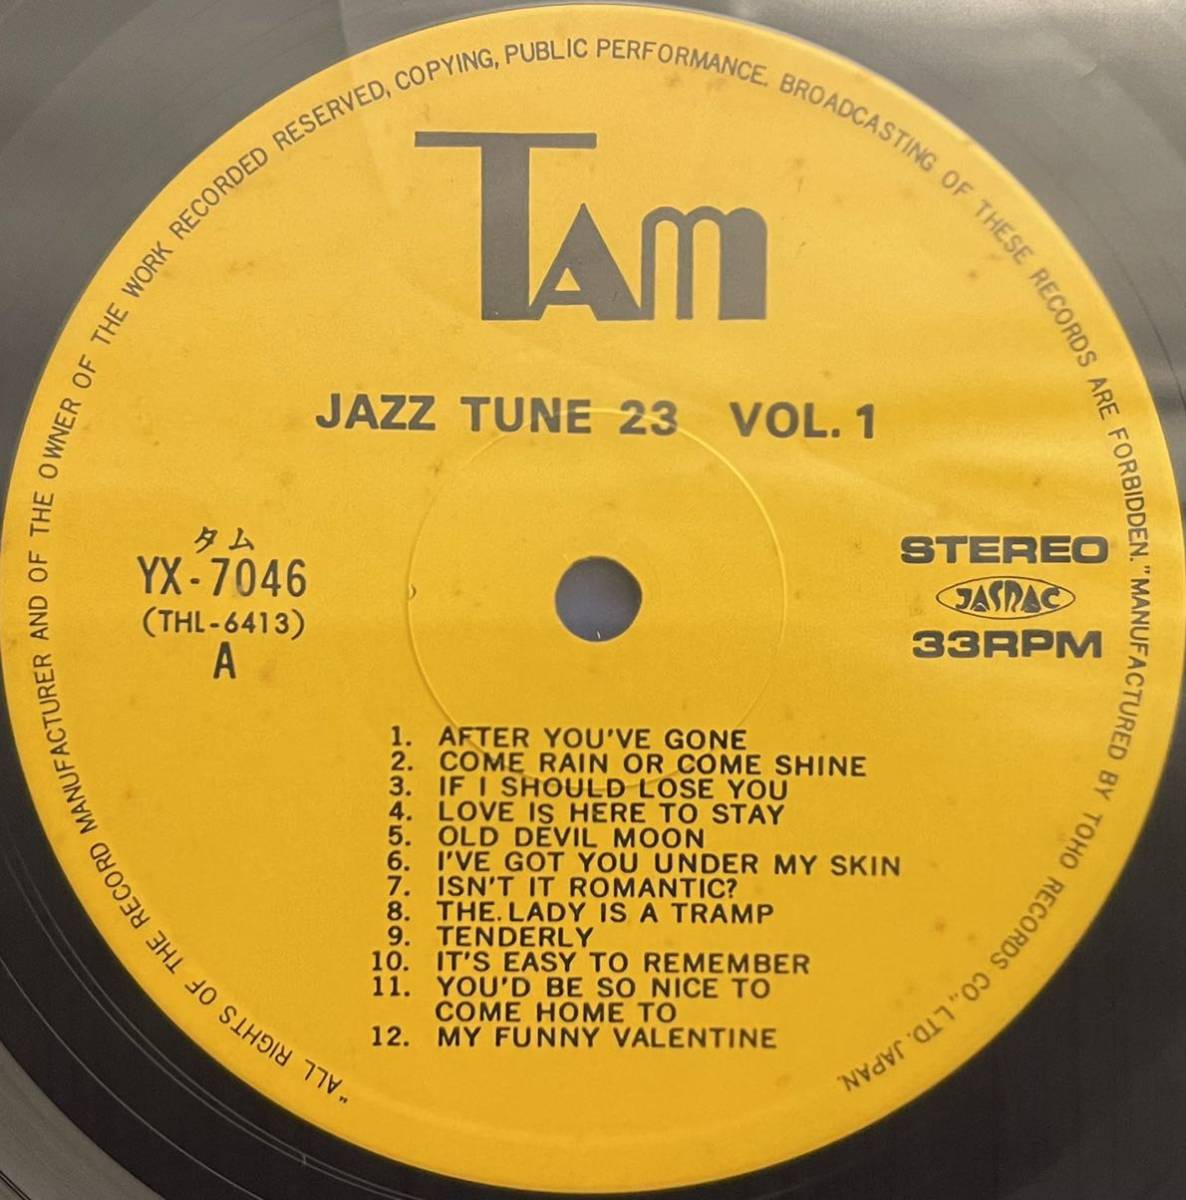 "ALL RIGHTS OF THE RECORD MANUFACTURER AND OF THE OWNER OF THE WORK RECORDED RESERVED, COPYING, PUBLIC PERFORMANCE. BROADCASTING OF THESE RECORDS ARE FORBIDDEN."MANUFACTURED BY TOHO RECORDS CO.,LTD. JAPAN.
TAM
JAZZ TUNE 23 VOL. 1
タム
YX-7046
(THL-6413)
A
STEREO
JASRAC
33RPM
1. AFTER YOU'VE GONE
2. COME RAIN OR COME SHINE
3. IF I SHOULD LOSE YOU
4. LOVE IS HERE TO STAY
5. OLD DEVIL MOON
6. I'VE GOT YOU UNDER MY SKIN
7. ISN'T IT ROMANTIC?
8. THE.LADY IS A TRAMP
9. TENDERLY
10. IT'S EASY TO REMEMBER
11. YOU'D BE SO NICE TO
COME HOME TO
12. MY FUNNY VALENTINE